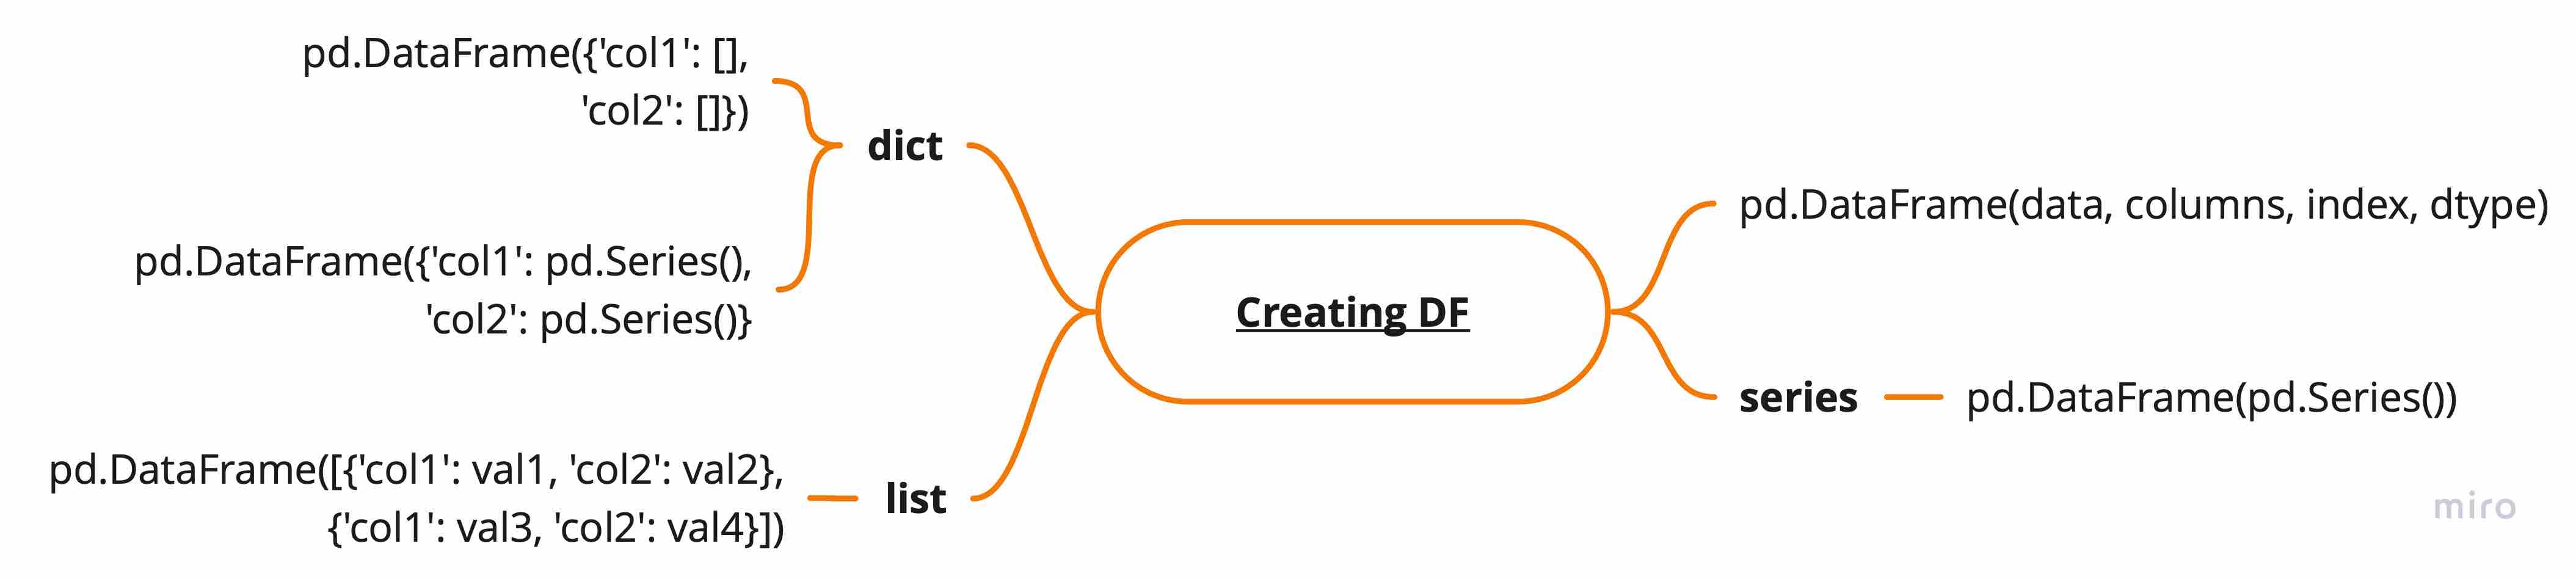 pd.DataFrame({'col1': [],
'col2': []})
dict
pd.DataFrame({'col1': pd.Series(),
'col2': pd.Series()}
pd.DataFrame([{'col1': val1, 'col2': val2},
{'col1': val3, 'col2': val4}])
list
Creating DF
pd.DataFrame(data, columns, index, dtype)
series
pd.DataFrame(pd.Series())
miro